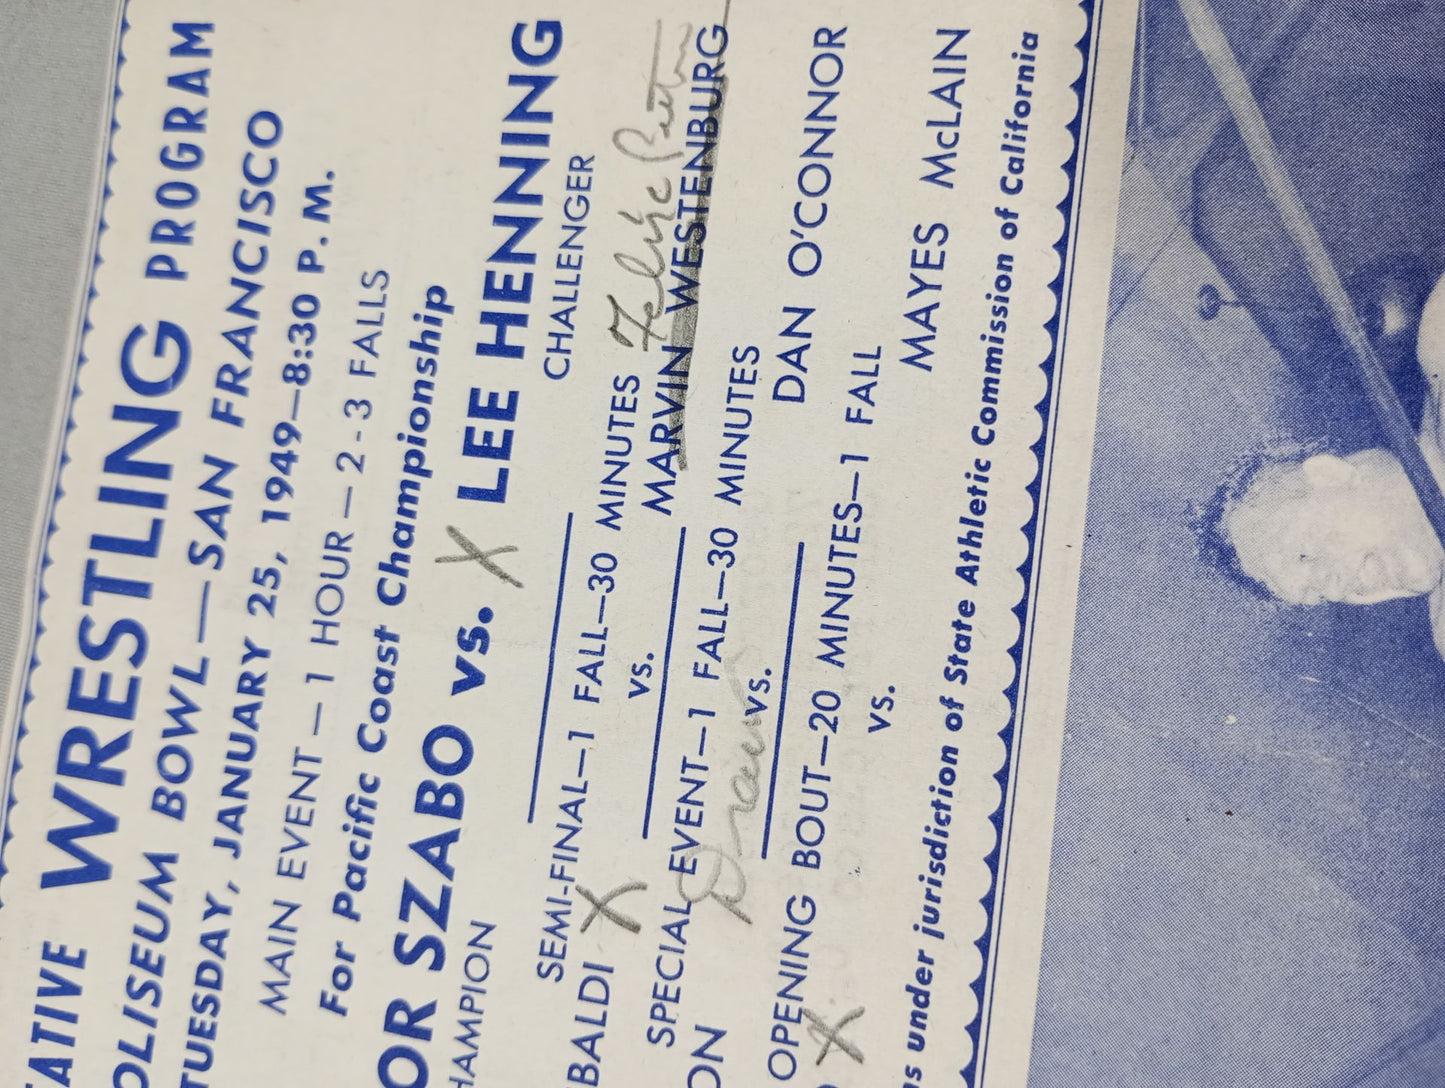 ATIVE WRESTLING PROGRAM
OLISEUM BOWL—SAN FRANCISCO
TUESDAY, JANUARY 25, 1949—8:30 P. M.
MAIN EVENT — 1 HOUR — 2 - 3 FALLS
For Pacific Coast Championship
OR SZABO vs. X LEE HENNING
HAMPION CHALLENGER
SEMI-FINAL—1 FALL—30 MINUTES
BALDI X vs. MARVIN WESTENBURG
SPECIAL EVENT—1 FALL—30 MINUTES
ON Draw vs. DAN O'CONNOR
OPENING BOUT—20 MINUTES—1 FALL
X vs. MAYES McLAIN
ns under jurisdiction of State Athletic Commission of California